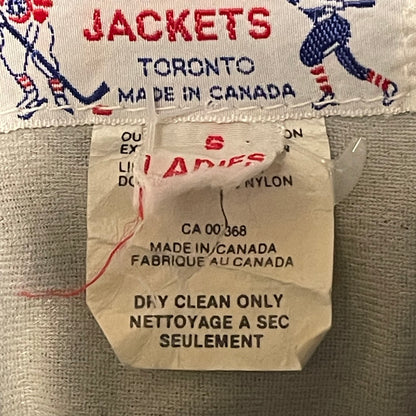 JACKETS
TORONTO
MADE IN CANADA
S
LADIES
NYLON
CA 00368
MADE IN CANADA
FABRIQUE AU CANADA
DRY CLEAN ONLY
NETTOYAGE A SEC
SEULEMENT